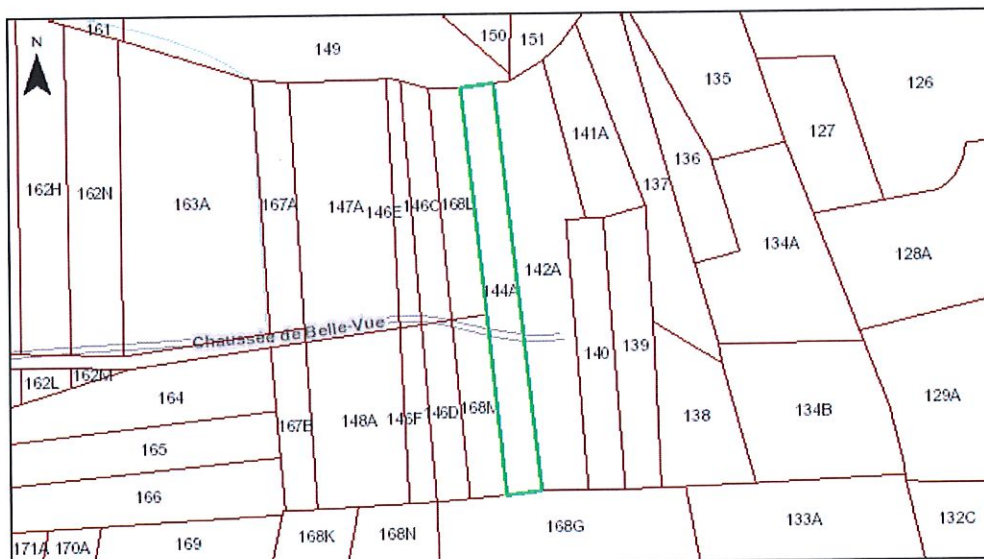 161
150
151
N
149
135
126
127
141A
136
137
162H
162N
163A
167A
147A
146E
146C
168L
134A
128A
142A
144A
Chaussée de Belle-Vue
140
139
162L
162M
164
138
134B
129A
167B
148A
146F
146D
168M
165
166
168G
133A
132C
171A
170A
169
168K
168N